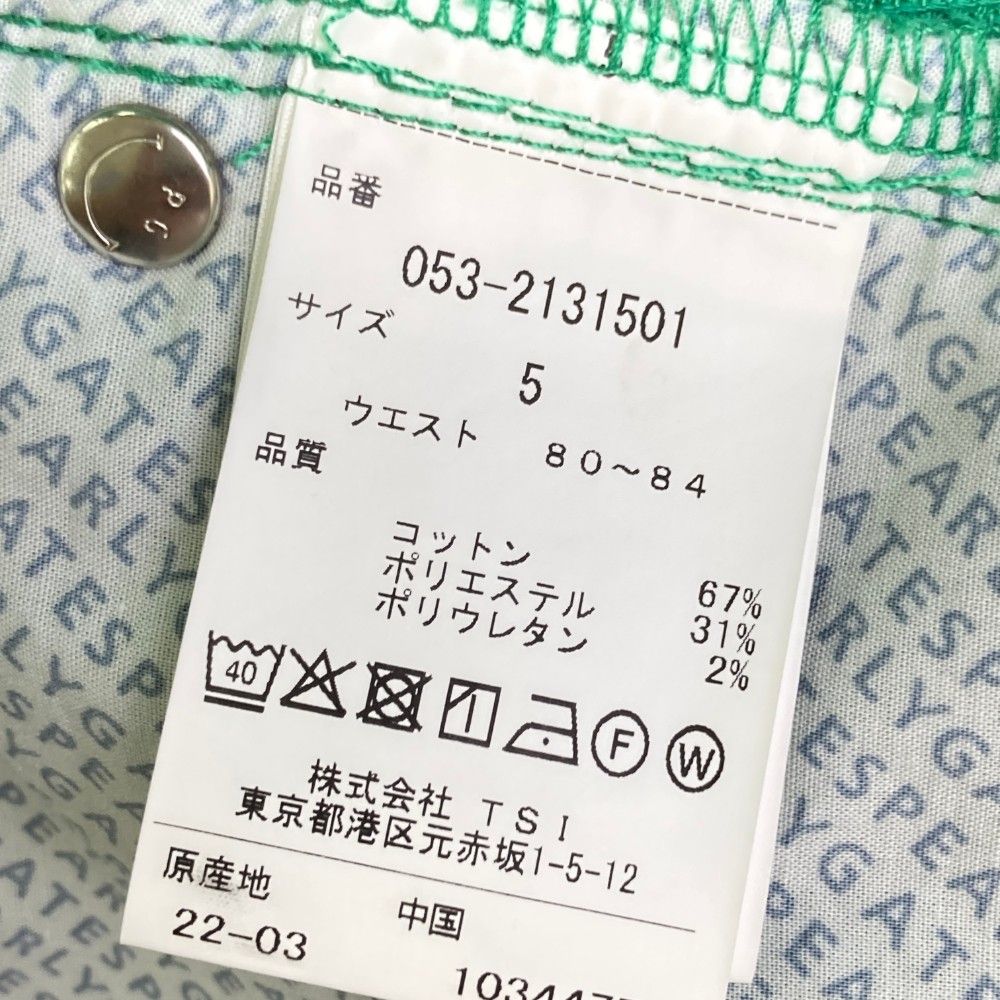 品番
053-2131501
サイズ
5
ウエスト 80～84
品質
コットン 67%
ポリエステル 31%
ポリウレタン 2%
40
F W
株式会社 TSI
東京都港区元赤坂1-5-12
原産地 中国
22-03
PG
PEARLYGATES